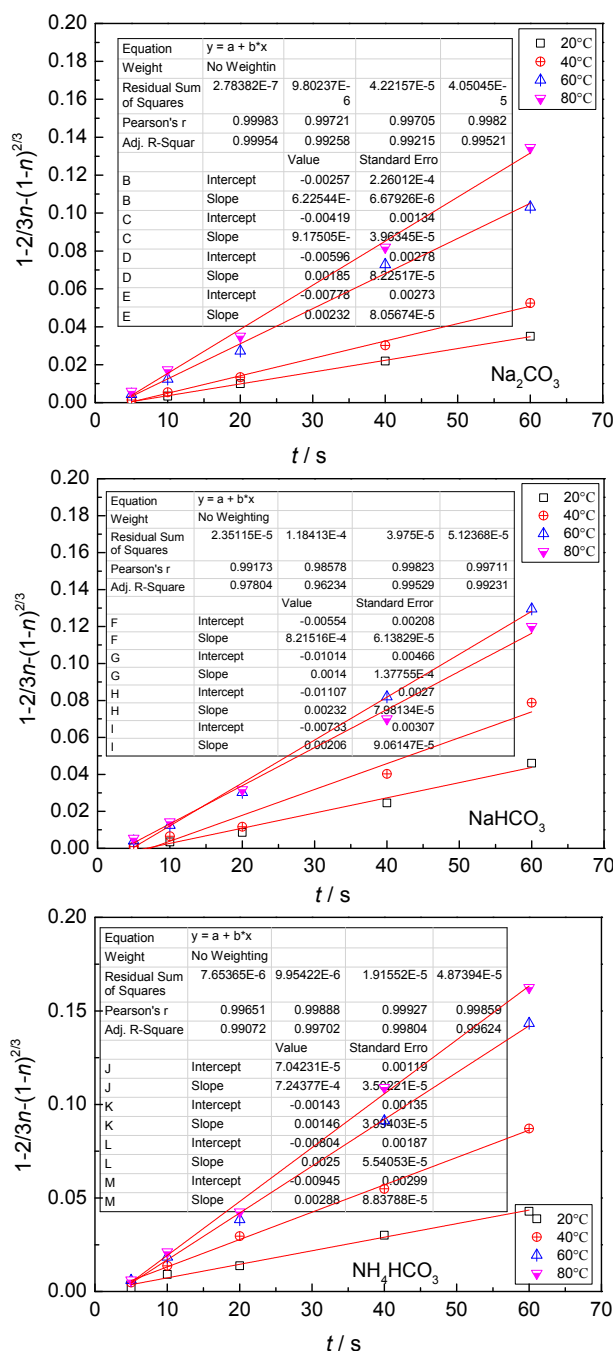 0.20
0.18
0.16
0.14
0.12
0.10
0.08
0.06
0.04
0.02
0.00
1-2/3n-(1-n)^2/3
Equation y = a + b*x
Weight No Weightin
Residual Sum of Squares 2.78382E-7 9.80237E-6 4.22157E-5 4.05045E-5
Pearson's r 0.99983 0.99721 0.99705 0.9982
Adj. R-Squar 0.99954 0.99258 0.99215 0.99521
Value Standard Erro
B Intercept -0.00257 2.26012E-4
B Slope 6.22544E- 6.67926E-6
C Intercept -0.00419 0.00134
C Slope 9.17505E- 3.96345E-5
D Intercept -0.00596 0.00278
D Slope 0.00185 8.22517E-5
E Intercept -0.00778 0.00273
E Slope 0.00232 8.05674E-5
20°C
40°C
60°C
80°C
Na₂CO₃
0 10 20 30 40 50 60 70
t / s
0.20
0.18
0.16
0.14
0.12
0.10
0.08
0.06
0.04
0.02
0.00
1-2/3n-(1-n)^2/3
Equation y = a + b*x
Weight No Weighting
Residual Sum of Squares 2.35115E-5 1.18413E-4 3.975E-5 5.12368E-5
Pearson's r 0.99173 0.98578 0.99823 0.99711
Adj. R-Square 0.97804 0.96234 0.99529 0.99231
Value Standard Error
F Intercept -0.00554 0.00208
F Slope 8.21516E-4 6.13829E-5
G Intercept -0.01014 0.00466
G Slope 0.0014 1.37755E-4
H Intercept -0.01107 0.0027
H Slope 0.00232 7.98134E-5
I Intercept -0.00733 0.00307
I Slope 0.00206 9.06147E-5
20°C
40°C
60°C
80°C
NaHCO₃
0 10 20 30 40 50 60 70
t / s
0.20
0.15
0.10
0.05
0.00
1-2/3n-(1-n)^2/3
Equation y = a + b*x
Weight No Weighting
Residual Sum of Squares 7.65365E-6 9.95422E-6 1.91552E-5 4.87394E-5
Pearson's r 0.99651 0.99888 0.99927 0.99859
Adj. R-Square 0.99072 0.99702 0.99804 0.99624
Value Standard Erro
J Intercept 7.04231E-5 0.00119
J Slope 7.24377E-4
K Intercept -0.00143 0.00135
K Slope 0.00146 3.99403E-5
L Intercept -0.00804 0.00187
L Slope 0.0025 5.54053E-5
M Intercept -0.00945 0.00299
M Slope 0.00288 8.83788E-5
20°C
40°C
60°C
80°C
NH₄HCO₃
0 10 20 30 40 50 60 70
t / s